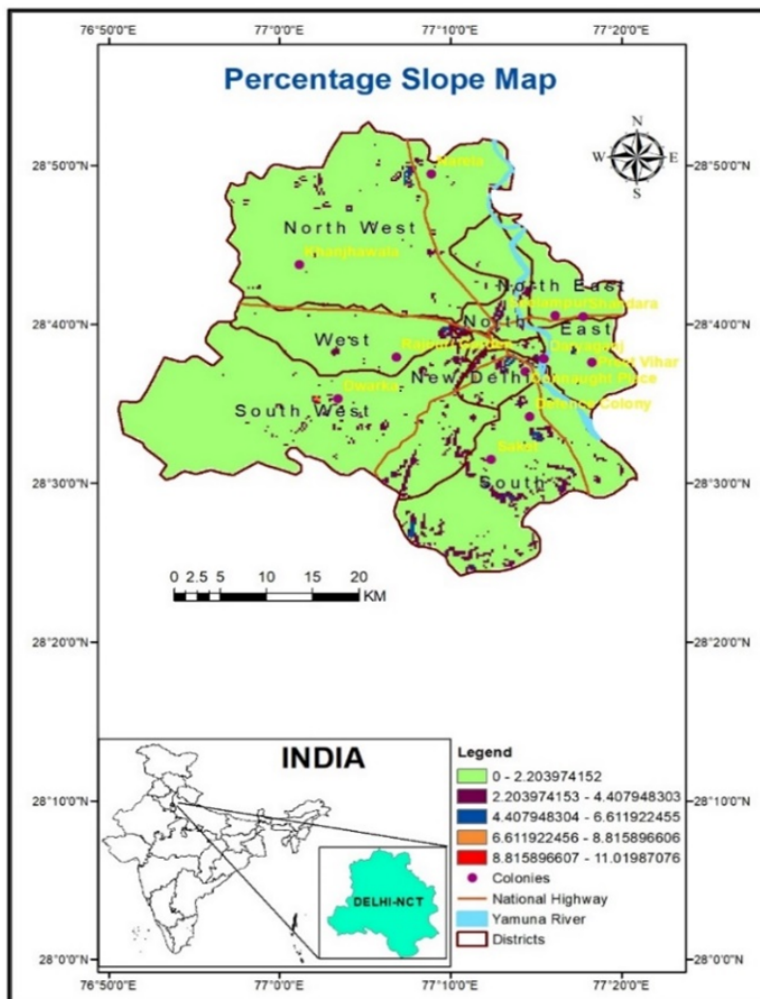 76°50'0"E 77°0'0"E 77°10'0"E 77°20'0"E
Percentage Slope Map
N
W E
S
28°50'0"N 28°50'0"N
Narela
North West
Khanjhawala
North East
Seelampur Shahdara
28°40'0"N 28°40'0"N
North
East
West
Rajouri Garden Daryaganj
Preet Vihar
New Delhi
Connaught Place
Dwarka
Defence Colony
South West
Saket
28°30'0"N 28°30'0"N
South
0 2.5 5 10 15 20
KM
28°20'0"N 28°20'0"N
INDIA
Legend
0 - 2.203974152
2.203974153 - 4.407948303
4.407948304 - 6.611922455
6.611922456 - 8.815896606
8.815896607 - 11.01987076
Colonies
National Highway
Yamuna River
Districts
28°10'0"N 28°10'0"N
DELHI-NCT
28°0'0"N 28°0'0"N
76°50'0"E 77°0'0"E 77°10'0"E 77°20'0"E